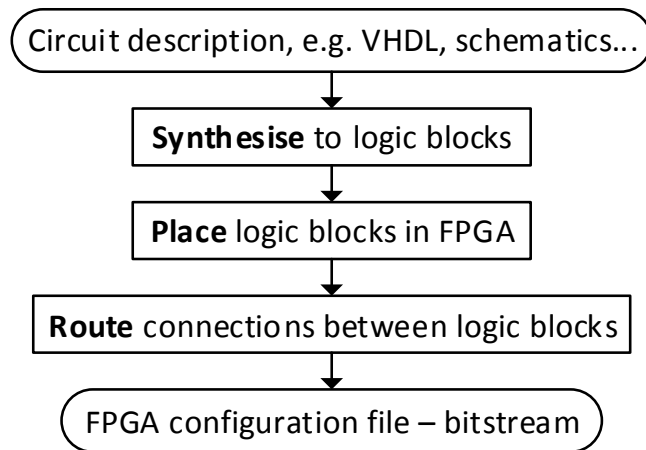 Circuit description, e.g. VHDL, schematics...
Synthesise to logic blocks
Place logic blocks in FPGA
Route connections between logic blocks
FPGA configuration file – bitstream